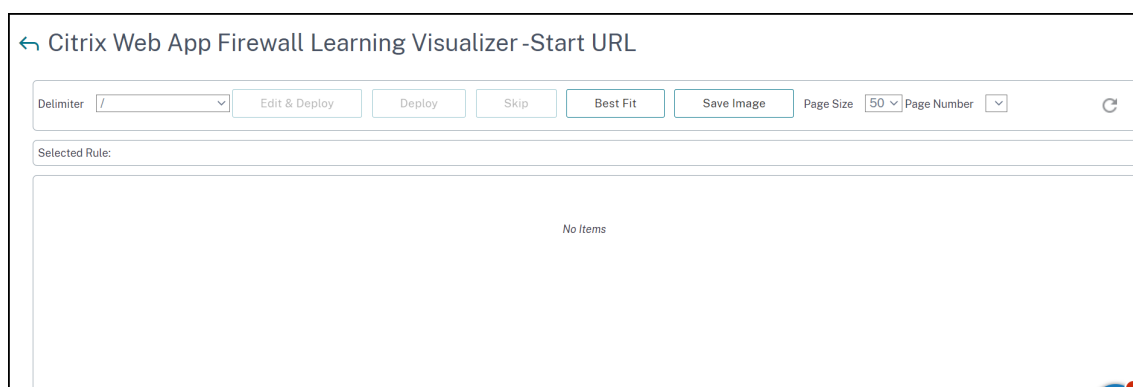 Citrix Web App Firewall Learning Visualizer -Start URL
Delimiter / Edit & Deploy Deploy Skip Best Fit Save Image Page Size 50 Page Number
Selected Rule:
No Items